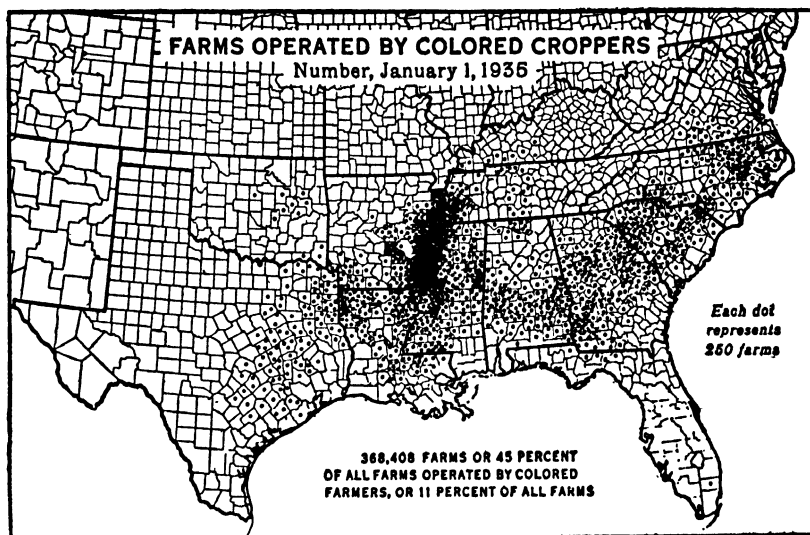 FARMS OPERATED BY COLORED CROPPERS
Number, January 1, 1935
Each dot
represents
250 farms
368,408 FARMS OR 45 PERCENT
OF ALL FARMS OPERATED BY COLORED
FARMERS, OR 11 PERCENT OF ALL FARMS